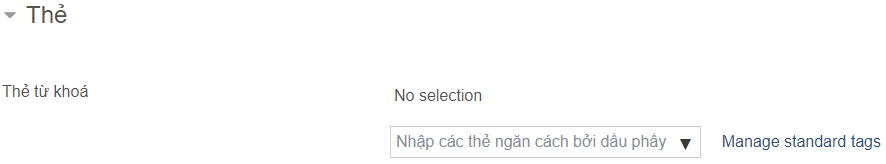 Thẻ
Thẻ từ khoá
No selection
Nhập các thẻ ngăn cách bởi dấu phẩy
Manage standard tags